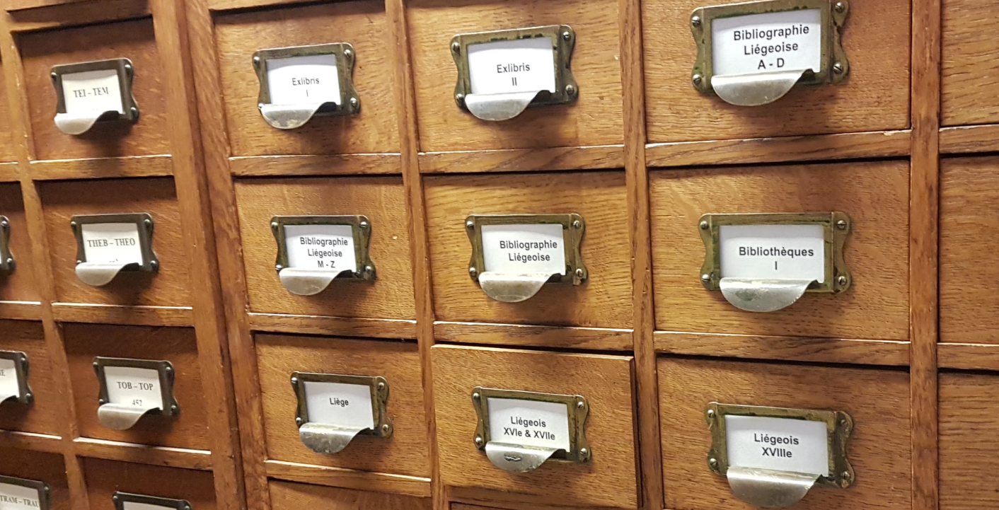 TEI – TEM
Exlibris
I
Exlibris
II
Bibliographie
Liégeoise
A - D
THEB – THEO
Bibliographie
Liégeoise
M - Z
Bibliographie
Liégeoise
Bibliothèques
I
TOB – TOP
452
Liège
Liégeois
XVIe & XVIIe
Liégeois
XVIIIe
TRAM – TRAU